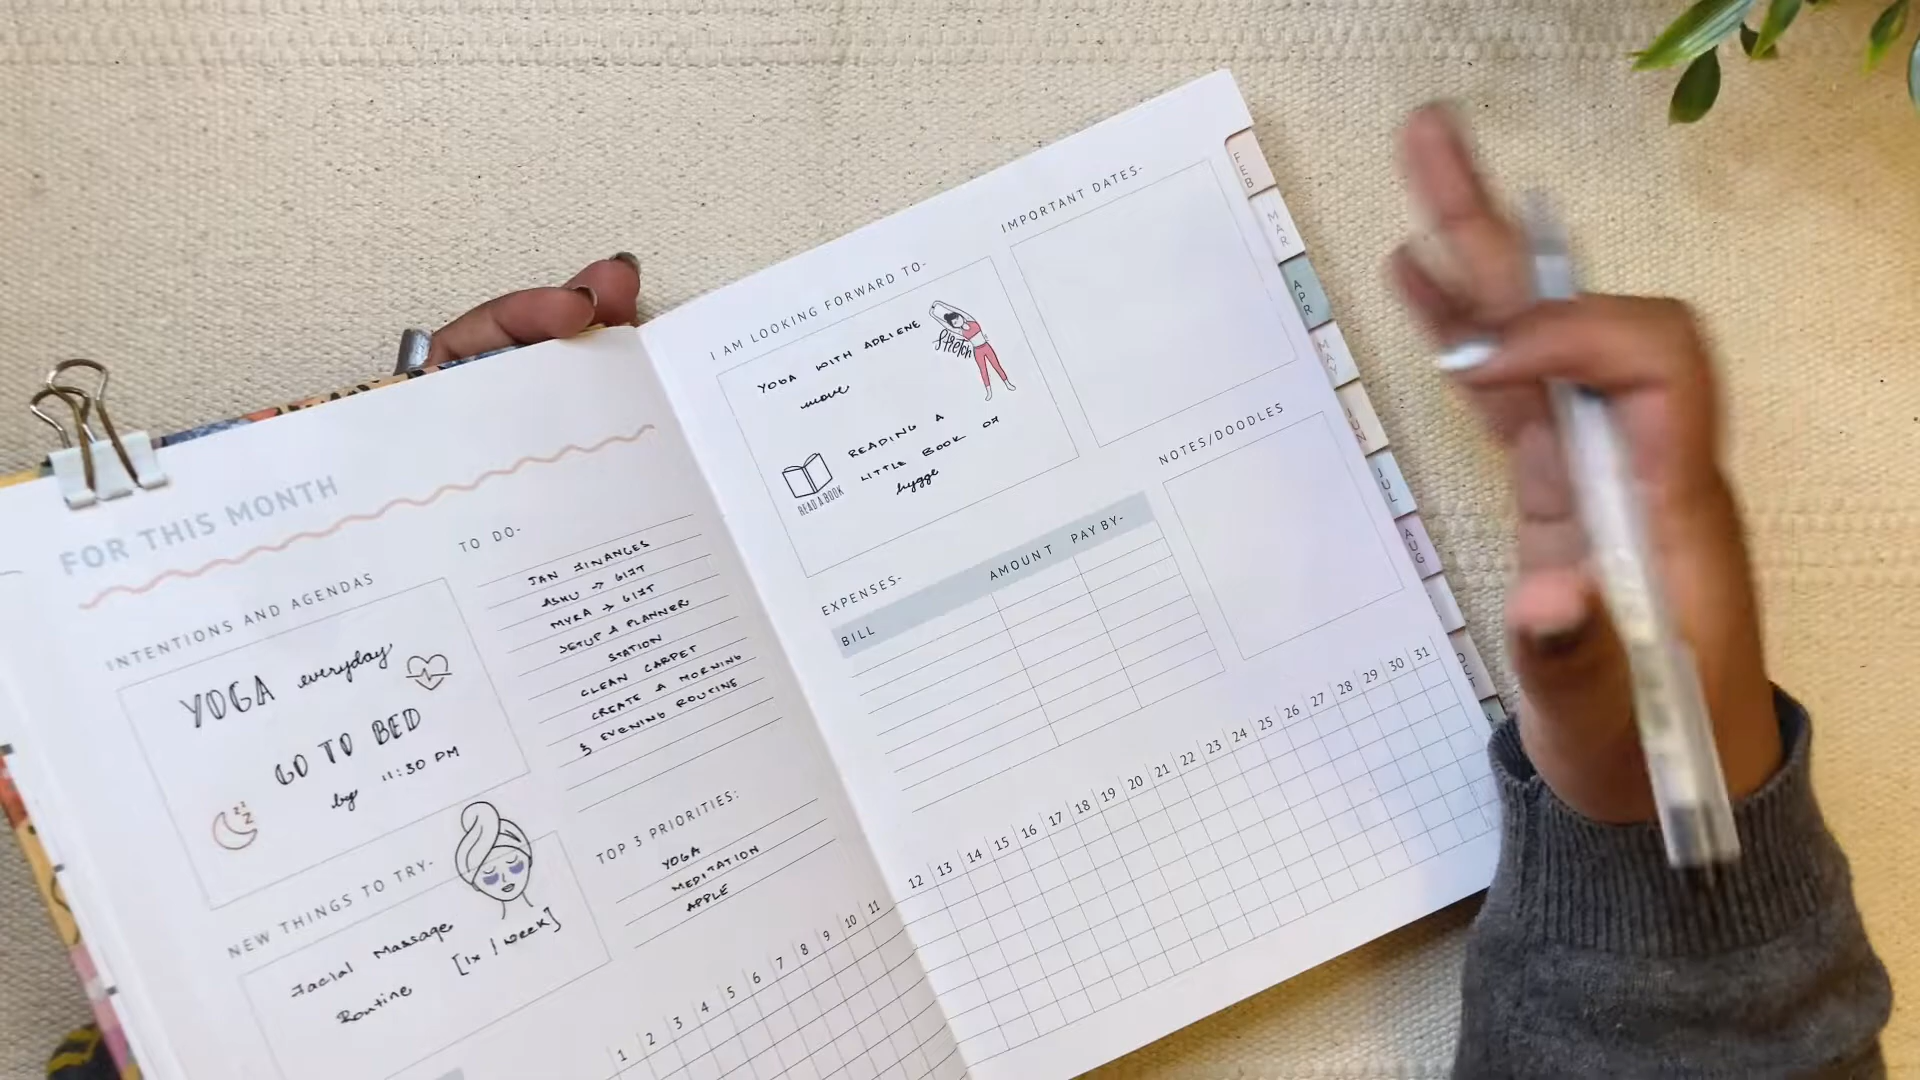 FOR THIS MONTH
INTENTIONS AND AGENDAS
YOGA everyday
GO TO BED
by 11:30 PM
z z z
NEW THINGS TO TRY-
Facial Massage
Routine [1x / week]
TO DO-
JAN FINANCES
ASHU → GIFT
MYRA → GIFT
SETUP A PLANNER
STATION
CLEAN CARPET
CREATE A MORNING
& EVENING ROUTINE
TOP 3 PRIORITIES:
YOGA
MEDITATION
APPLE
1 2 3 4 5 6 7 8 9 10 11
I AM LOOKING FORWARD TO-
YOGA WITH ADRIENE
move
Stretch
READING A
LITTLE BOOK OF
hygge
READ A BOOK
IMPORTANT DATES-
EXPENSES-
BILL AMOUNT PAY BY-
NOTES/DOODLES
12 13 14 15 16 17 18 19 20 21 22 23 24 25 26 27 28 29 30 31
FEB
MAR
APR
MAY
JUN
JUL
AUG
OCT
N